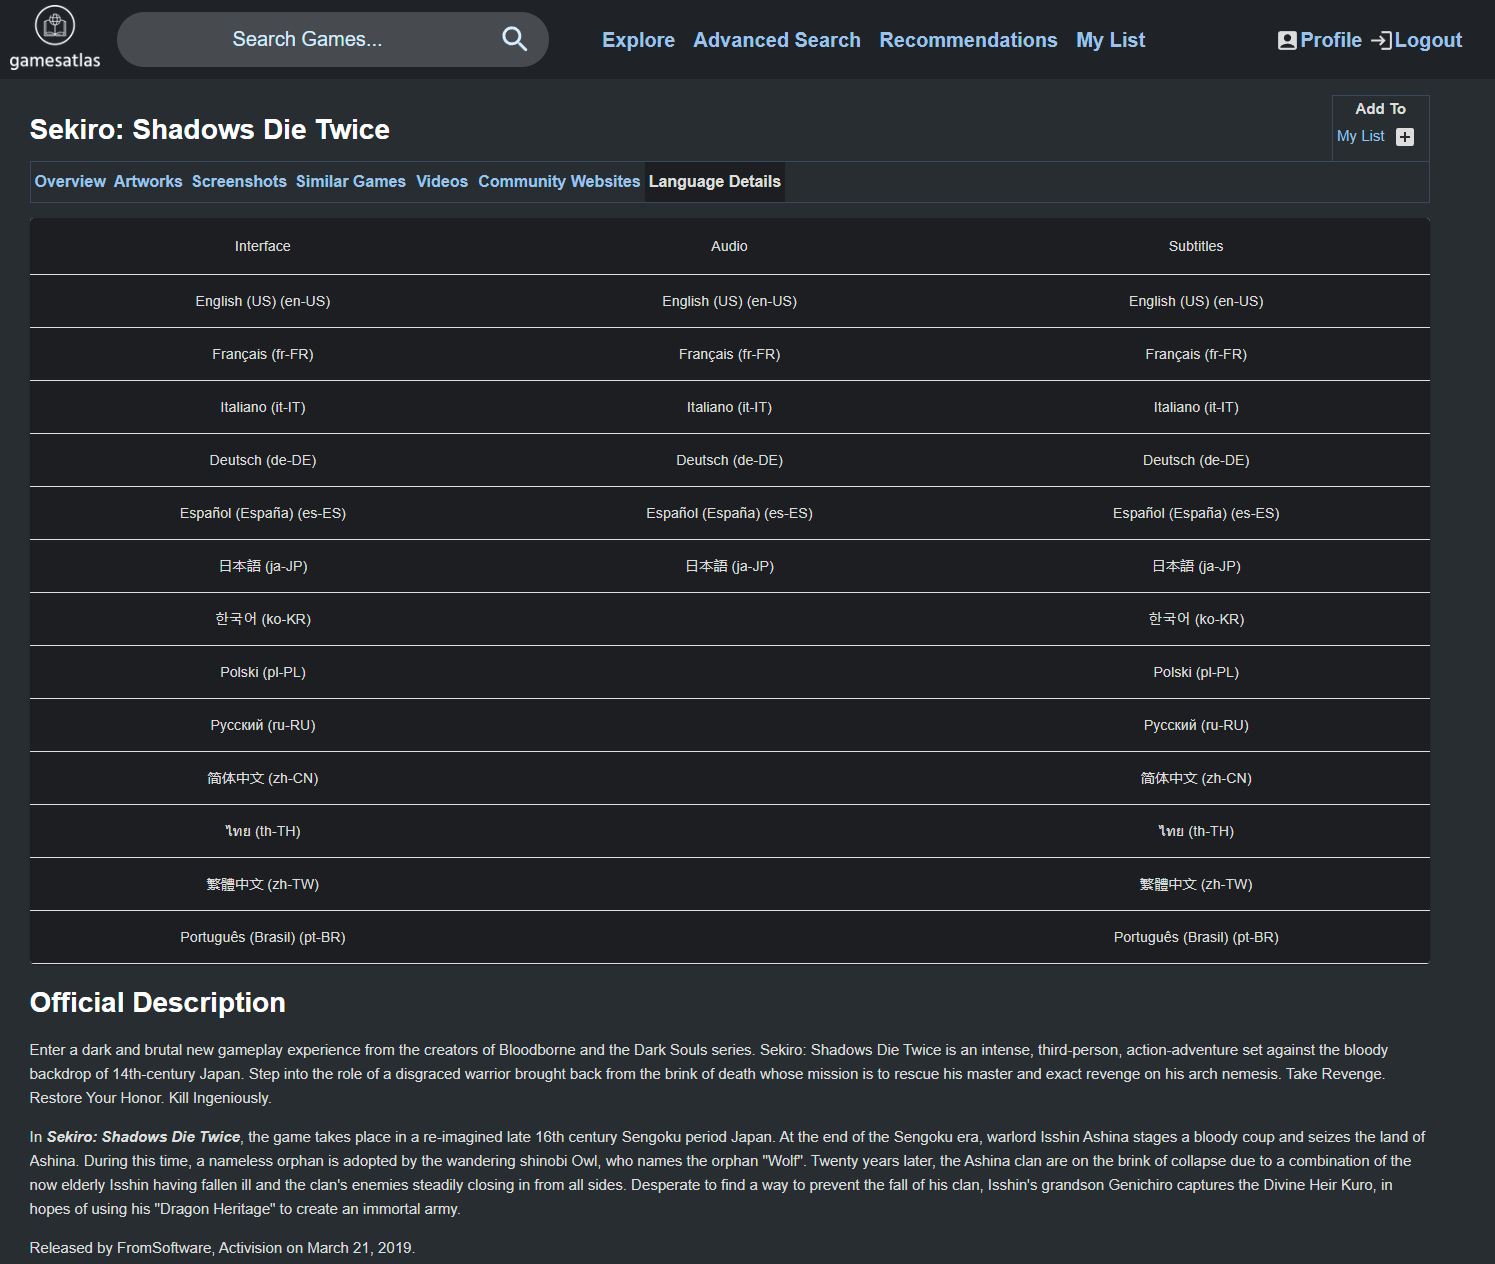 gamesatlas
Search Games...
Explore Advanced Search Recommendations My List
Profile Logout
Sekiro: Shadows Die Twice
Add To
My List
Overview Artworks Screenshots Similar Games Videos Community Websites Language Details
Interface Audio Subtitles
English (US) (en-US) English (US) (en-US) English (US) (en-US)
Français (fr-FR) Français (fr-FR) Français (fr-FR)
Italiano (it-IT) Italiano (it-IT) Italiano (it-IT)
Deutsch (de-DE) Deutsch (de-DE) Deutsch (de-DE)
Español (España) (es-ES) Español (España) (es-ES) Español (España) (es-ES)
日本語 (ja-JP) 日本語 (ja-JP) 日本語 (ja-JP)
한국어 (ko-KR) 한국어 (ko-KR)
Polski (pl-PL) Polski (pl-PL)
Русский (ru-RU) Русский (ru-RU)
简体中文 (zh-CN) 简体中文 (zh-CN)
ไทย (th-TH) ไทย (th-TH)
繁體中文 (zh-TW) 繁體中文 (zh-TW)
Português (Brasil) (pt-BR) Português (Brasil) (pt-BR)
Official Description
Enter a dark and brutal new gameplay experience from the creators of Bloodborne and the Dark Souls series. Sekiro: Shadows Die Twice is an intense, third-person, action-adventure set against the bloody
backdrop of 14th-century Japan. Step into the role of a disgraced warrior brought back from the brink of death whose mission is to rescue his master and exact revenge on his arch nemesis. Take Revenge.
Restore Your Honor. Kill Ingeniously.
In Sekiro: Shadows Die Twice, the game takes place in a re-imagined late 16th century Sengoku period Japan. At the end of the Sengoku era, warlord Isshin Ashina stages a bloody coup and seizes the land of
Ashina. During this time, a nameless orphan is adopted by the wandering shinobi Owl, who names the orphan "Wolf". Twenty years later, the Ashina clan are on the brink of collapse due to a combination of the
now elderly Isshin having fallen ill and the clan's enemies steadily closing in from all sides. Desperate to find a way to prevent the fall of his clan, Isshin's grandson Genichiro captures the Divine Heir Kuro, in
hopes of using his "Dragon Heritage" to create an immortal army.
Released by FromSoftware, Activision on March 21, 2019.